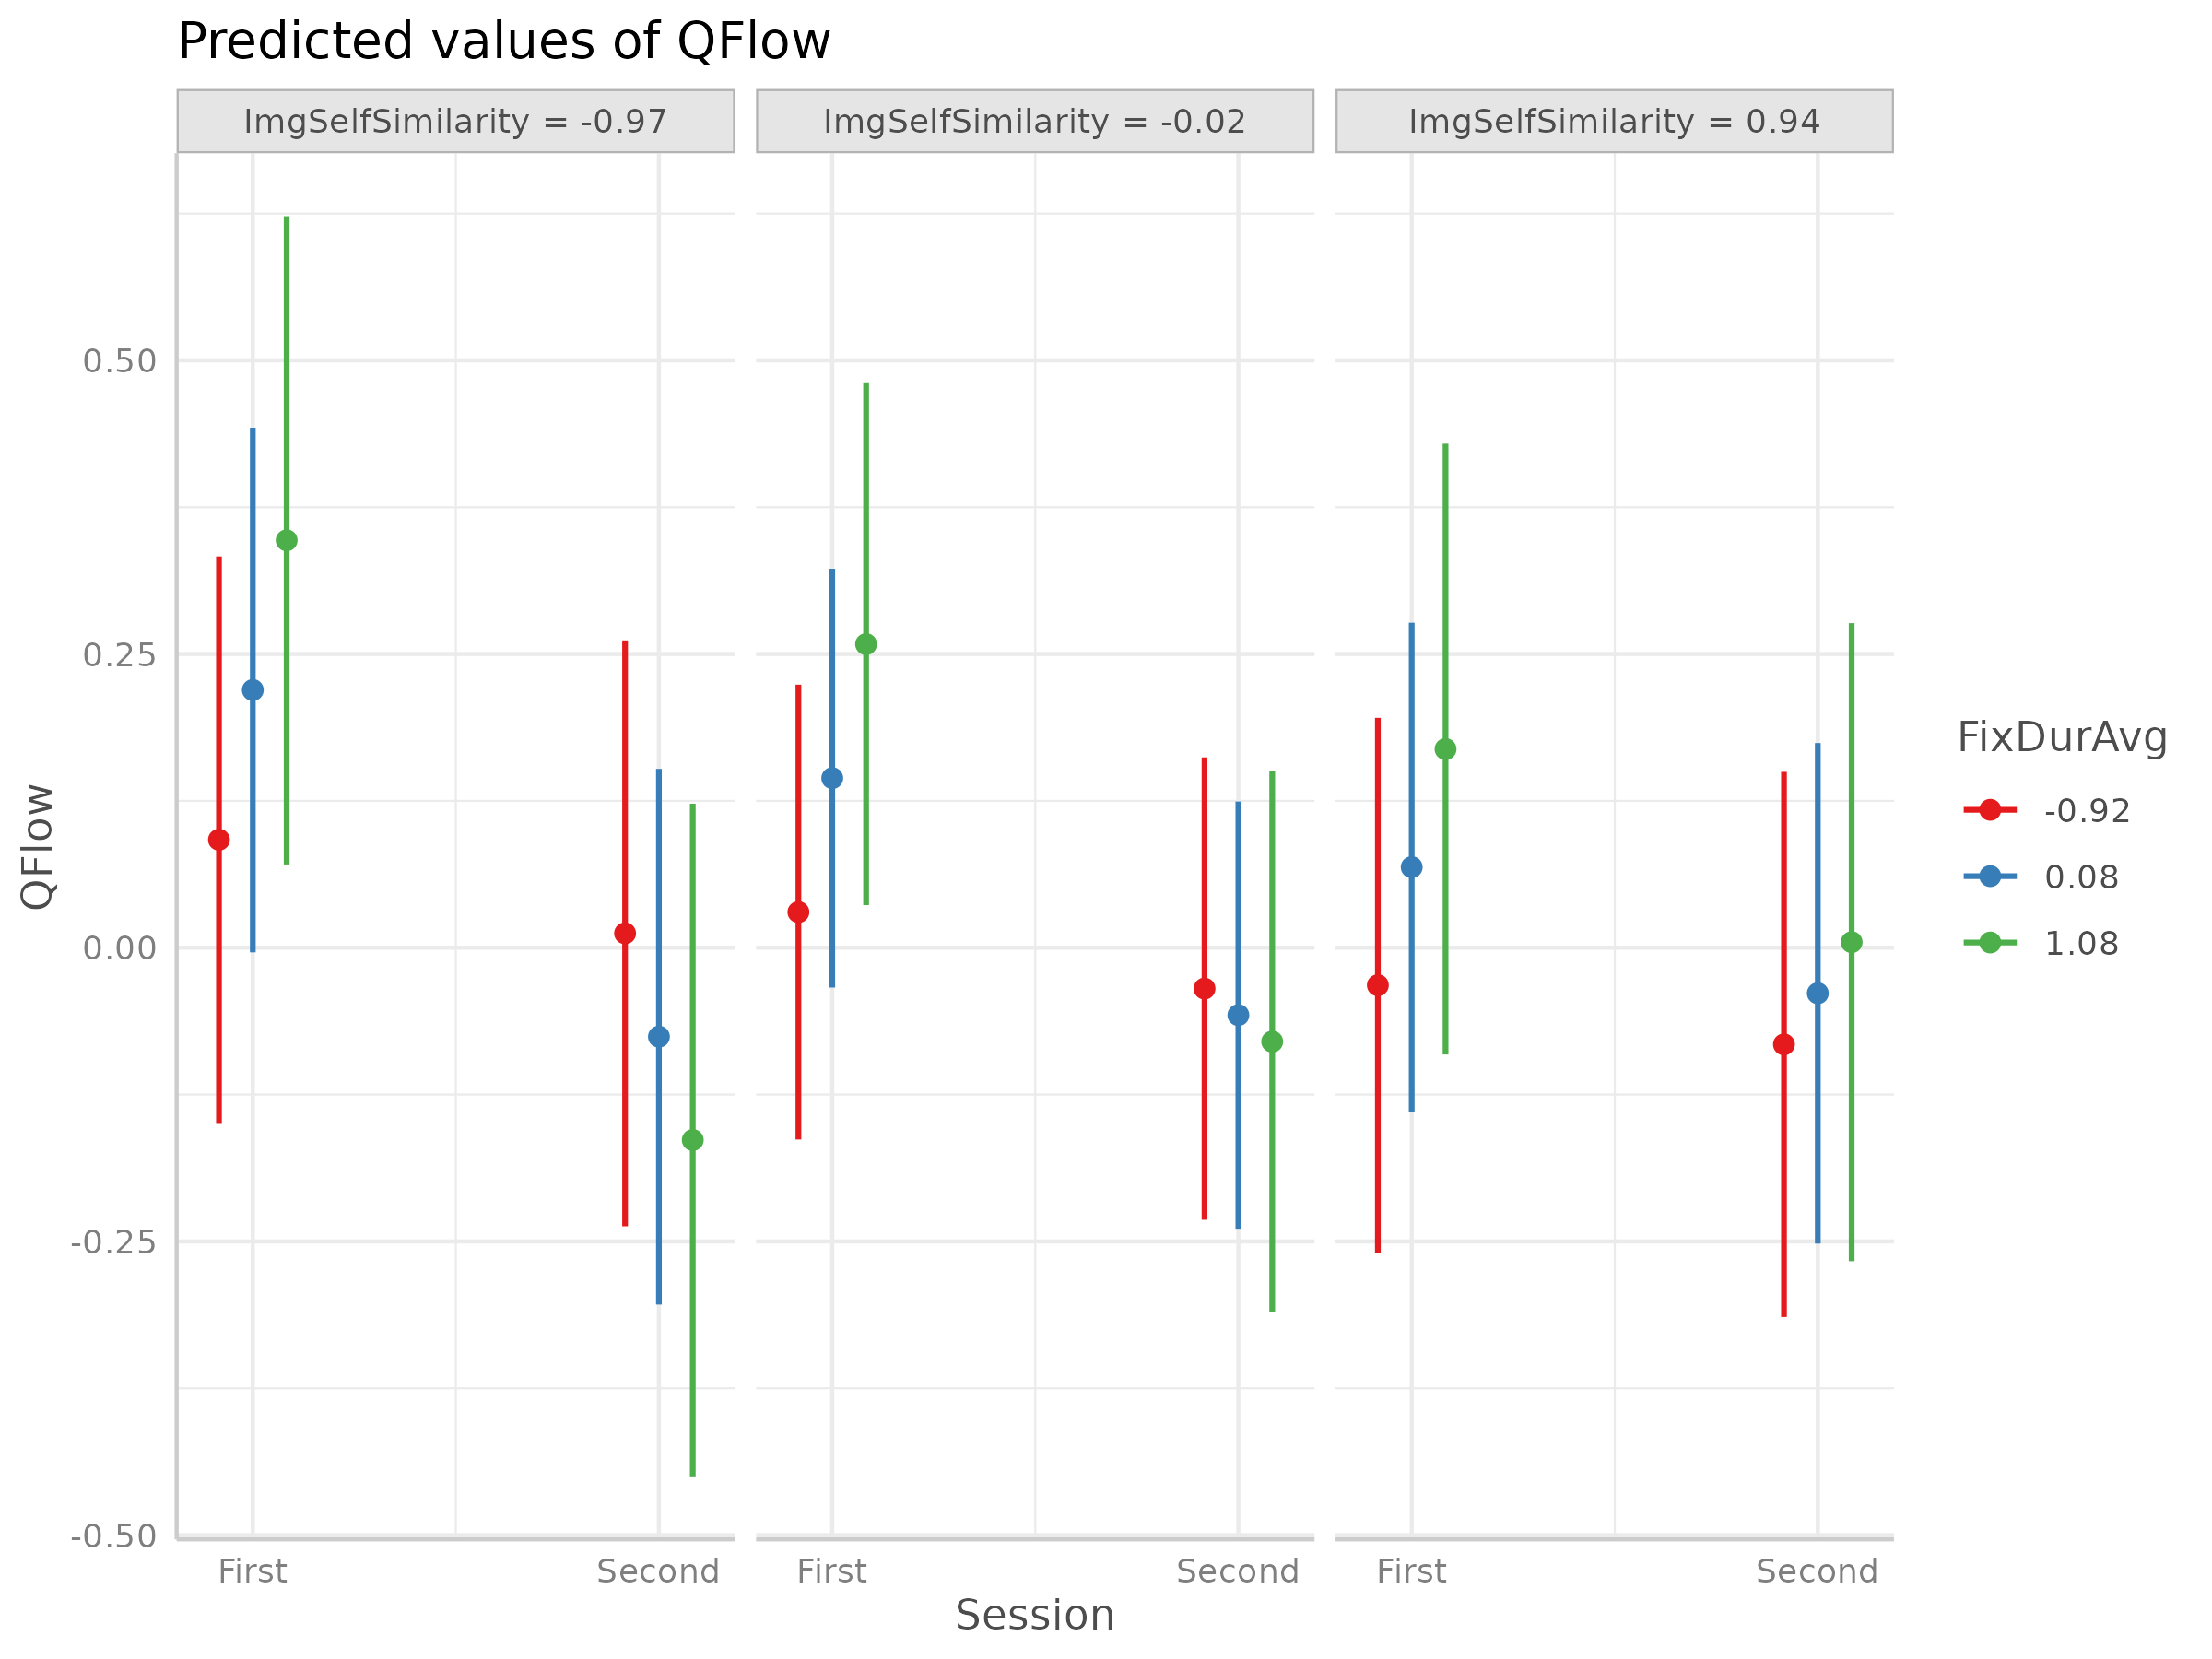 Predicted values of QFlow
ImgSelfSimilarity = -0.97
ImgSelfSimilarity = -0.02
ImgSelfSimilarity = 0.94
0.50
0.25
0.00
-0.25
-0.50
QFlow
First
Second
First
Second
First
Second
Session
FixDurAvg
-0.92
0.08
1.08